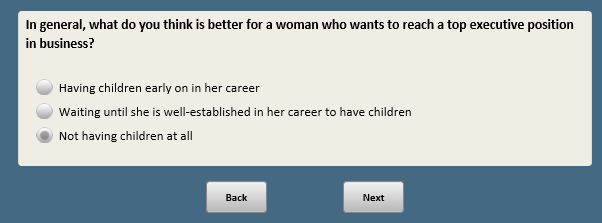 In general, what do you think is better for a woman who wants to reach a top executive position
in business?
Having children early on in her career
Waiting until she is well-established in her career to have children
Not having children at all
Back
Next